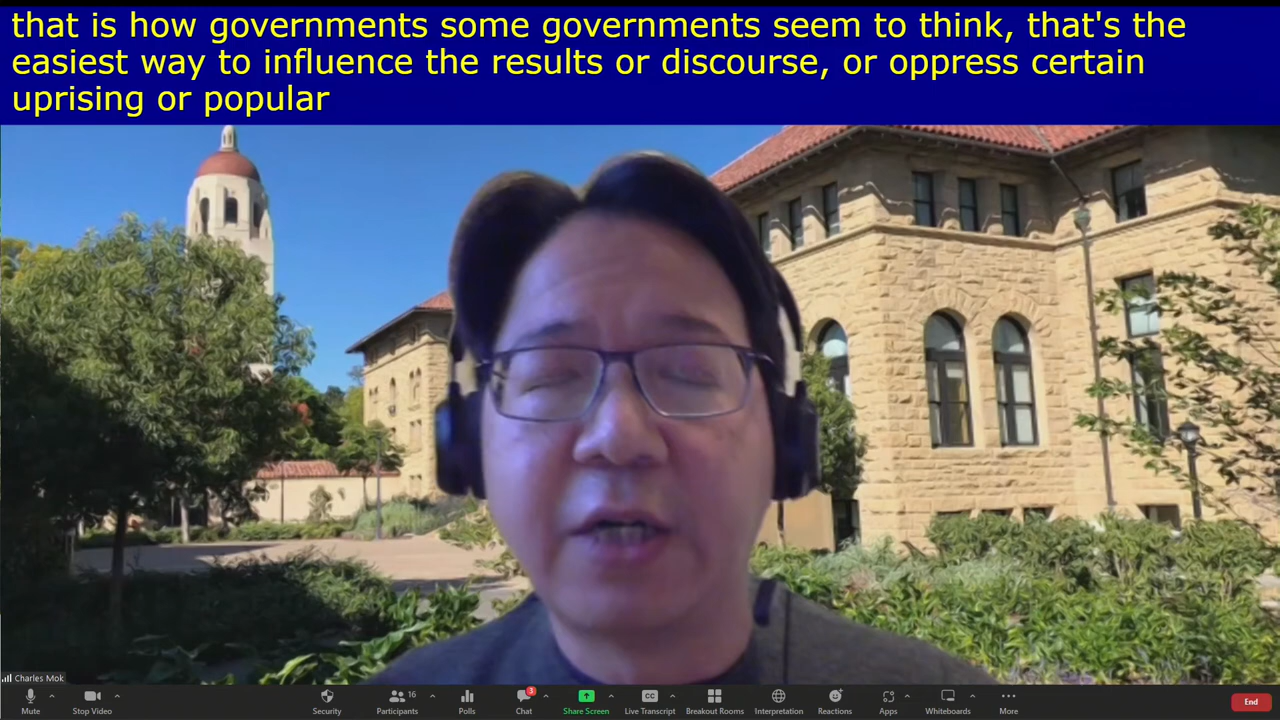 that is how governments some governments seem to think, that's the
easiest way to influence the results or discourse, or oppress certain
uprising or popular
Charles Mok
Mute
Stop Video
Security
16
Participants
Polls
3
Chat
Share Screen
CC
Live Transcript
Breakout Rooms
Interpretation
Reactions
Apps
Whiteboards
More
End